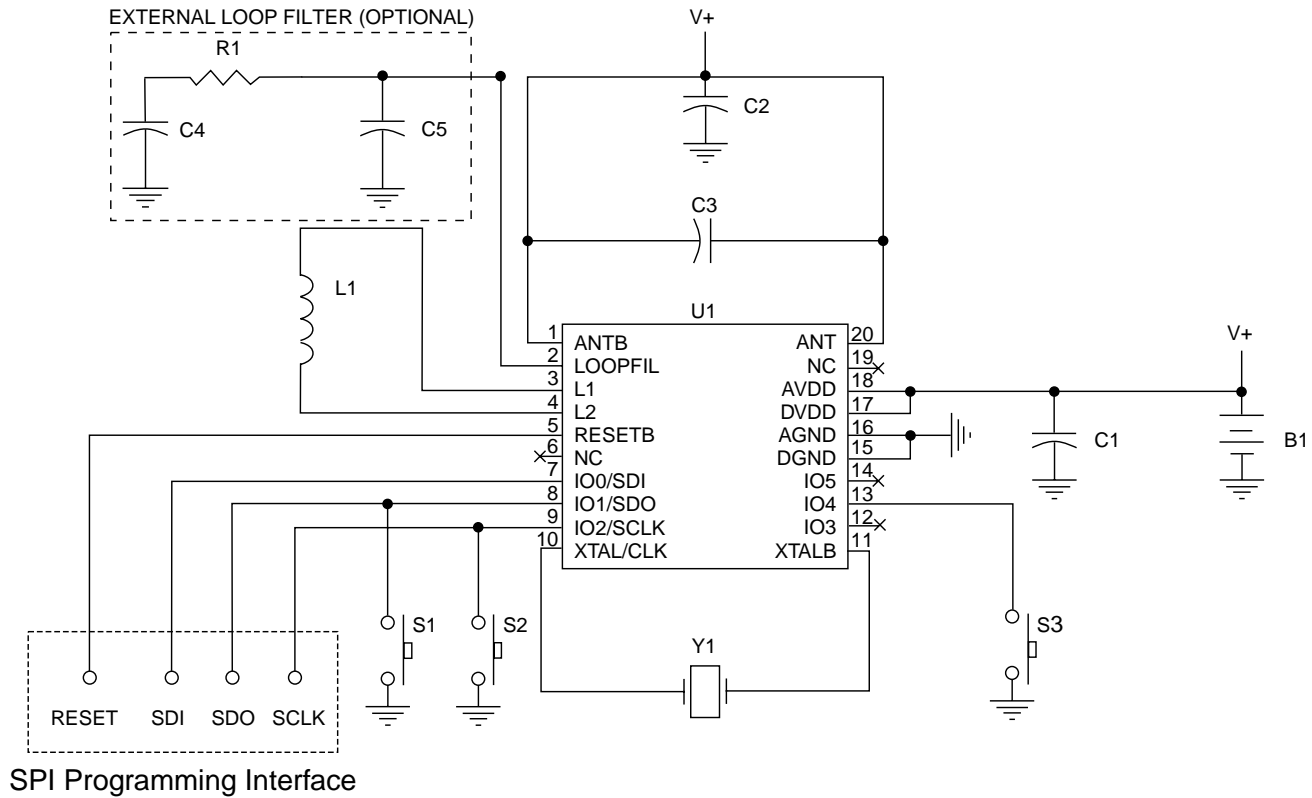 EXTERNAL LOOP FILTER (OPTIONAL)
V+
R1
C4
C5
C2
C3
L1
U1
V+
1
ANTB
ANT
20
2
LOOPFIL
NC
19
3
L1
AVDD
18
4
L2
DVDD
17
5
RESETB
AGND
16
6
NC
DGND
15
7
IO0/SDI
IO5
14
8
IO1/SDO
IO4
13
9
IO2/SCLK
IO3
12
10
XTAL/CLK
XTALB
11
C1
B1
S1
S2
Y1
S3
RESET SDI SDO SCLK
SPI Programming Interface